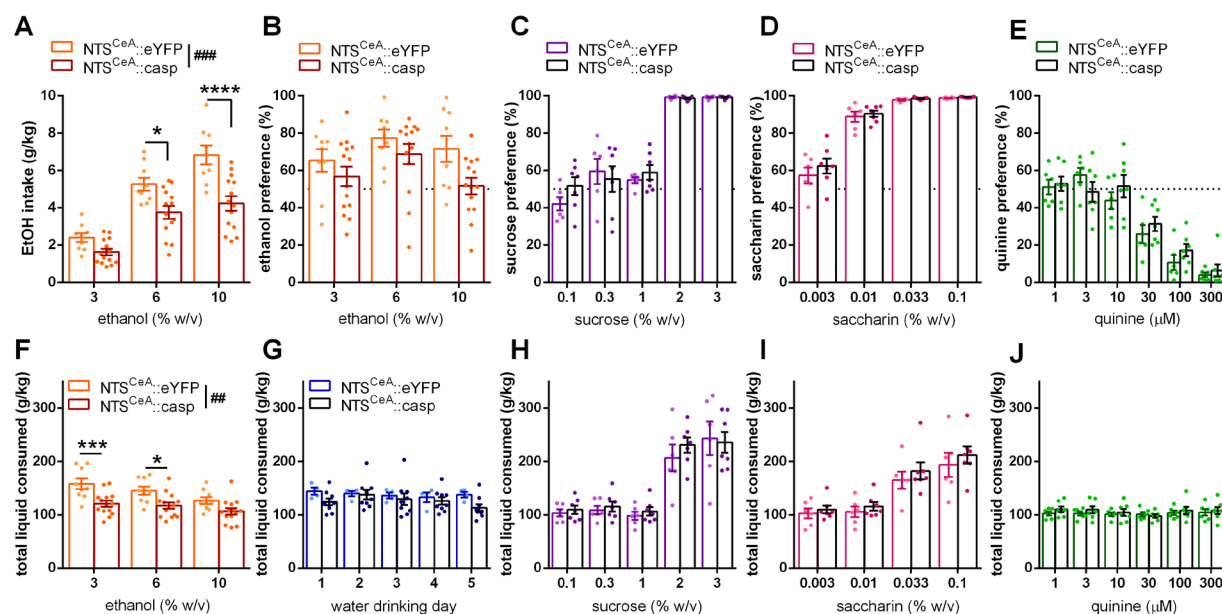 A
NTS^CeA::eYFP
NTS^CeA::casp
###
EtOH intake (g/kg)
10
8
6
4
2
0
*
****
3 6 10
ethanol (% w/v)
B
NTS^CeA::eYFP
NTS^CeA::casp
ethanol preference (%)
100
80
60
40
20
0
3 6 10
ethanol (% w/v)
C
NTS^CeA::eYFP
NTS^CeA::casp
sucrose preference (%)
100
80
60
40
20
0
0.1 0.3 1 2 3
sucrose (% w/v)
D
NTS^CeA::eYFP
NTS^CeA::casp
saccharin preference (%)
100
80
60
40
20
0
0.003 0.01 0.033 0.1
saccharin (% w/v)
E
NTS^CeA::eYFP
NTS^CeA::casp
quinine preference (%)
100
80
60
40
20
0
1 3 10 30 100 300
quinine (µM)
F
NTS^CeA::eYFP
NTS^CeA::casp
##
total liquid consumed (g/kg)
300
200
100
0
***
*
3 6 10
ethanol (% w/v)
G
NTS^CeA::eYFP
NTS^CeA::casp
total liquid consumed (g/kg)
300
200
100
0
1 2 3 4 5
water drinking day
H
total liquid consumed (g/kg)
300
200
100
0
0.1 0.3 1 2 3
sucrose (% w/v)
I
total liquid consumed (g/kg)
300
200
100
0
0.003 0.01 0.033 0.1
saccharin (% w/v)
J
total liquid consumed (g/kg)
300
200
100
0
1 3 10 30 100 300
quinine (µM)